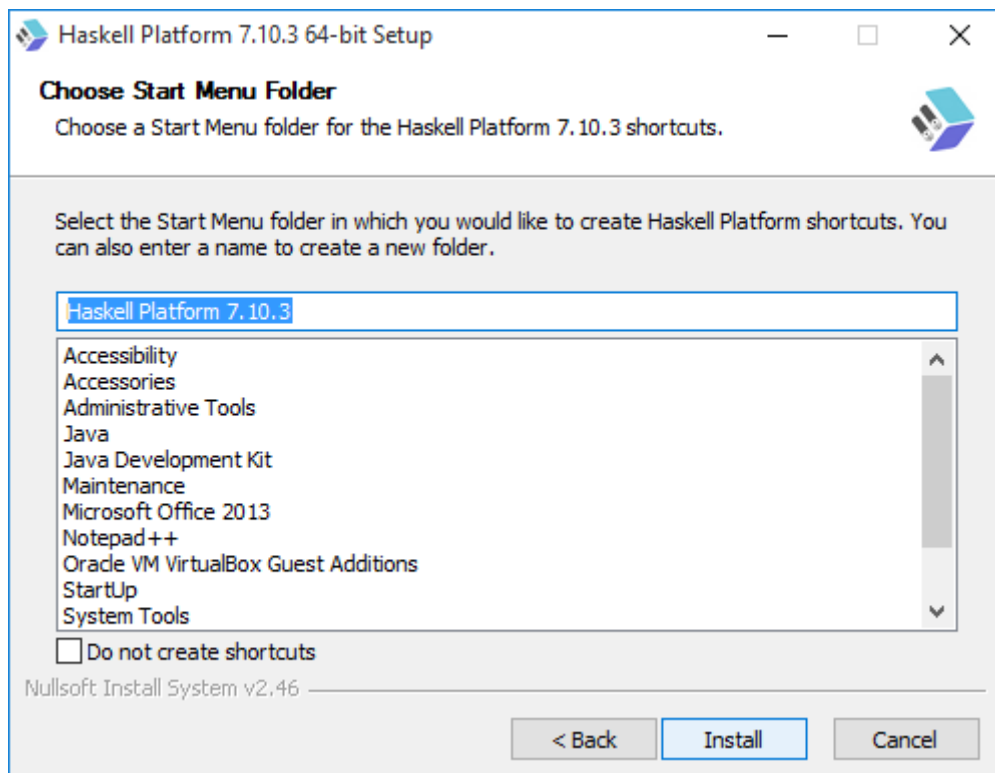 Haskell Platform 7.10.3 64-bit Setup
Choose Start Menu Folder
Choose a Start Menu folder for the Haskell Platform 7.10.3 shortcuts.
Select the Start Menu folder in which you would like to create Haskell Platform shortcuts. You
can also enter a name to create a new folder.
Haskell Platform 7.10.3
Accessibility
Accessories
Administrative Tools
Java
Java Development Kit
Maintenance
Microsoft Office 2013
Notepad++
Oracle VM VirtualBox Guest Additions
StartUp
System Tools
Do not create shortcuts
Nullsoft Install System v2.46
< Back Install Cancel